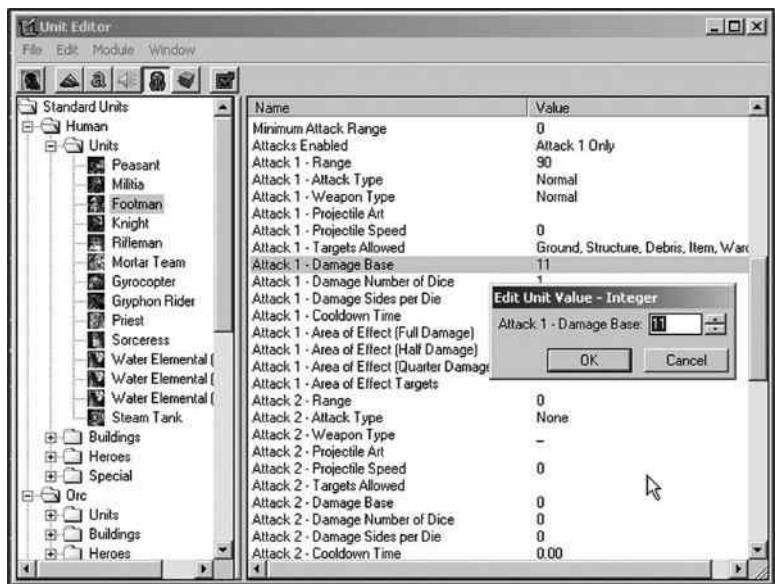 Unit Editor
File Edit Module Window
Standard Units
Human
Units
Peasant
Militia
Footman
Knight
Rifleman
Mortar Team
Gyrocopter
Gryphon Rider
Priest
Sorceress
Water Elemental (
Water Elemental (
Water Elemental (
Steam Tank
Buildings
Heroes
Special
Orc
Units
Buildings
Heroes
Name Value
Minimum Attack Range 0
Attacks Enabled Attack 1 Only
Attack 1 - Range 90
Attack 1 - Attack Type Normal
Attack 1 - Weapon Type Normal
Attack 1 - Projectile Art
Attack 1 - Projectile Speed 0
Attack 1 - Targets Allowed Ground, Structure, Debris, Item, Ward
Attack 1 - Damage Base 11
Attack 1 - Damage Number of Dice 1
Attack 1 - Damage Sides per Die
Attack 1 - Cooldown Time
Attack 1 - Area of Effect (Full Damage)
Attack 1 - Area of Effect (Half Damage)
Attack 1 - Area of Effect (Quarter Damage
Attack 1 - Area of Effect Targets
Attack 2 - Range 0
Attack 2 - Attack Type None
Attack 2 - Weapon Type _
Attack 2 - Projectile Art
Attack 2 - Projectile Speed 0
Attack 2 - Targets Allowed
Attack 2 - Damage Base 0
Attack 2 - Damage Number of Dice 0
Attack 2 - Damage Sides per Die 0
Attack 2 - Cooldown Time 0.00
Edit Unit Value - Integer
Attack 1 - Damage Base: 11
OK Cancel